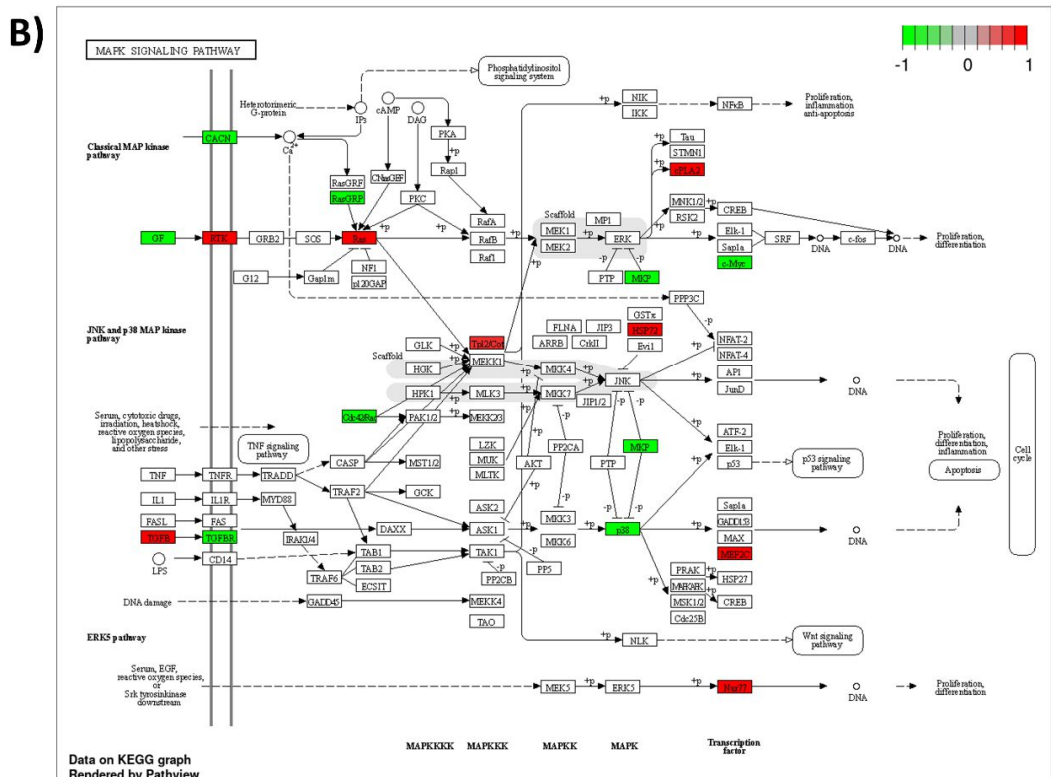 B)
MAPK SIGNALING PATHWAY
-1 0 1
Phosphatidylinositol
signaling system
Heterotorimeric
G-protein
IP3
cAMP
DAG
Ca2+
CACN
Classical MAP kinase
pathway
PKA
+p
Rap1
RasGRF
RasGRP
CNasGEF
PKC
NIK
IKK
+p
NFκB
Proliferation,
inflammation
anti-apoptosis
Tau
STMN1
cPLA2
+p
+p
MNK1/2
RSK2
CREB
GF
RTK
GRB2
SOS
Ras
+p
+p
+p
RafA
RafB
Raf1
+p
Scaffold
MEK1
MEK2
MP1
+p
ERK
+p
+p
Elk-1
Sap1a
c-Myc
SRF
DNA
c-fos
DNA
Proliferation,
differentiation
G12
Gap1m
NF1
p120GAP
+p
-p
-p
PTP
MKP
PPP3C
-p
JNK and p38 MAP kinase
pathway
GLK
HGK
Scaffold
Tpl2/Cot
MEKK1
+p
FLNA
JIP3
ARRB
CrkII
GSTπ
HSP72
Evi1
NFAT-2
NFAT-4
+p
MKK4
+p
JNK
+p
AP1
JunD
DNA
HPK1
+p
MLK3
+p
MKK7
+p
JIP1/2
Cdc42/Rac
PAK1/2
+p
MEKK2/3
Serum, cytotoxic drugs,
irradiation, heatshock,
reactive oxygen species,
lipopolysaccharide,
and other stress
TNF signaling
pathway
LZK
MUK
MLTK
-p
PP2CA
-p
-p
PTP
MKP
+p
ATF-2
Elk-1
p53
p53 signaling
pathway
Proliferation,
differentiation,
inflammation
Apoptosis
Cell
cycle
CASP
MST1/2
AKT
+p
TNF
TNFR
TRADD
TRAF2
GCK
IL1
IL1R
MYD88
ASK2
-p
MKK3
MKK6
-p
-p
FASL
FAS
DAXX
ASK1
+p
+p
p38
+p
Sap1a
GADD153
MAX
MEF2C
DNA
TGFB
TGFBR
IRAK1/4
LPS
CD14
TAB1
TAB2
ECSIT
TRAF6
TAK1
-p
PP2CB
PP5
+p
PRAK
MAPKAPK
MSK1/2
Cdc25B
+p
+p
HSP27
CREB
DNA damage
GADD45
MEKK4
TAO
ERK5 pathway
+p
NLK
Wnt signaling
pathway
Serum, EGF,
reactive oxygen species,
or
Srk tyrosinkinase
downstream
MEK5
+p
ERK5
+p
Nur77
DNA
Proliferation,
differentiation
MAPKKKK MAPKKK MAPKK MAPK Transcription
factor
Data on KEGG graph
Rendered by Pathview